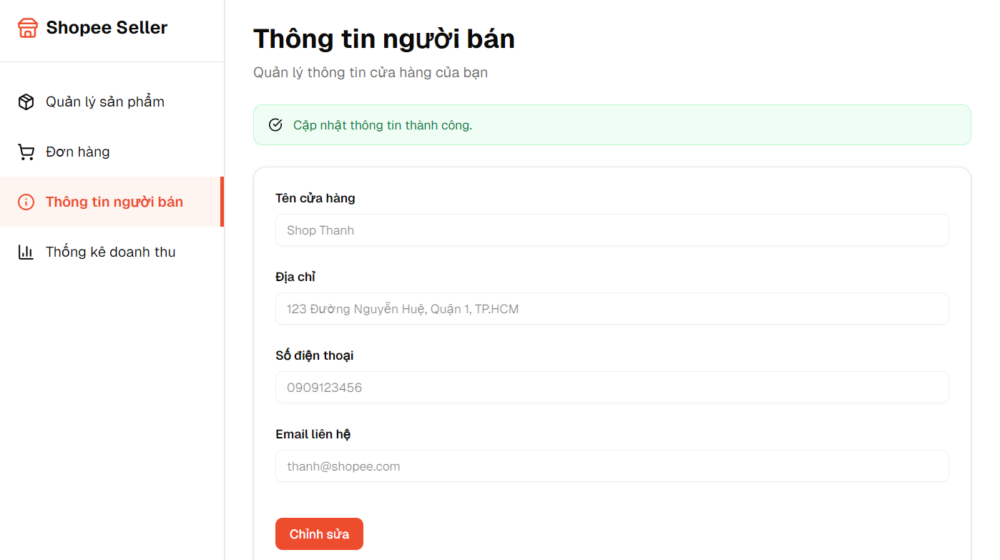 Shopee Seller
Quản lý sản phẩm
Đơn hàng
Thông tin người bán
Thống kê doanh thu
Thông tin người bán
Quản lý thông tin cửa hàng của bạn
Cập nhật thông tin thành công.
Tên cửa hàng
Shop Thanh
Địa chỉ
123 Đường Nguyễn Huệ, Quận 1, TP.HCM
Số điện thoại
0909123456
Email liên hệ
thanh@shopee.com
Chỉnh sửa